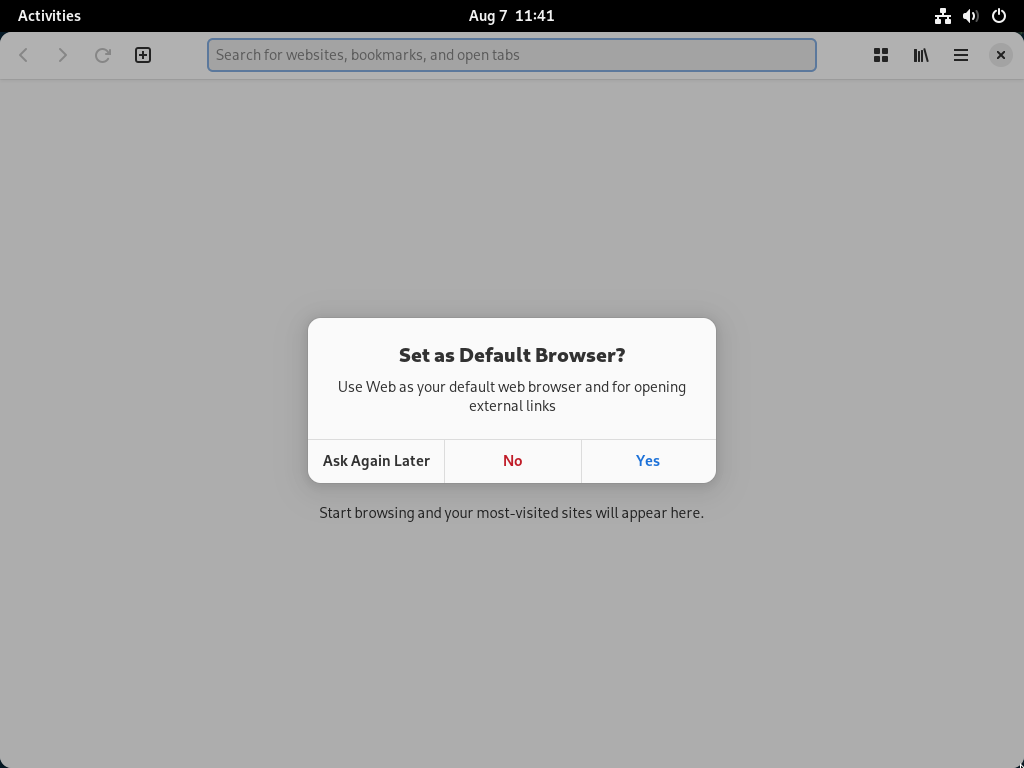 Activities
Aug 7 11:41
Search for websites, bookmarks, and open tabs
Set as Default Browser?
Use Web as your default web browser and for opening
external links
Ask Again Later
No
Yes
Start browsing and your most-visited sites will appear here.